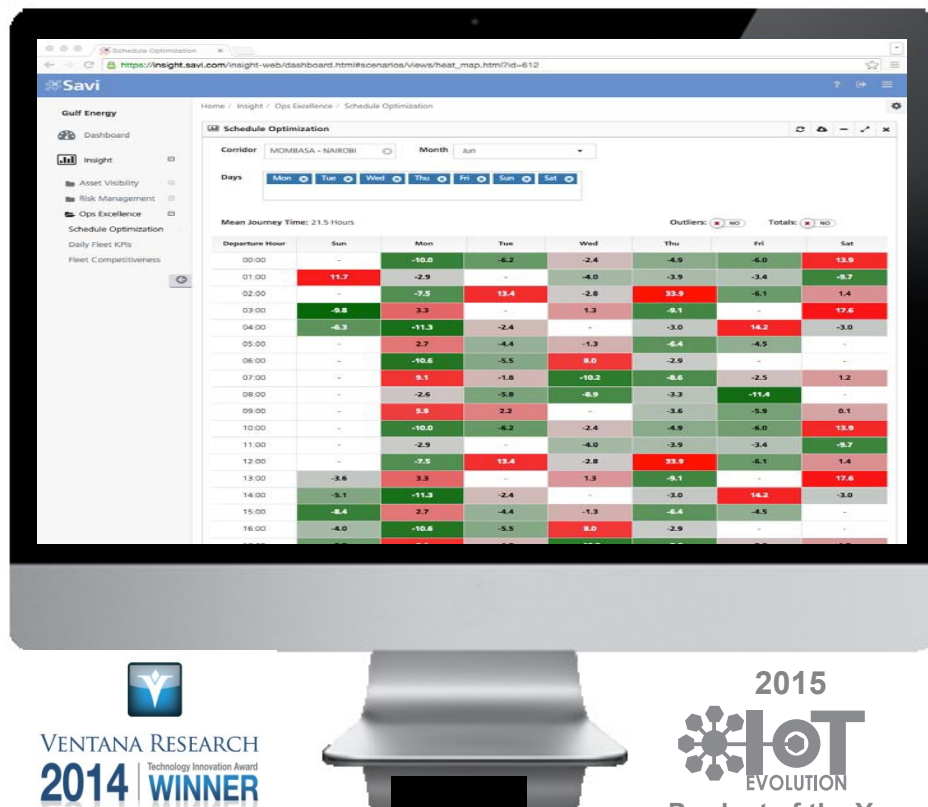 Schedule Optimization
https://insight.savi.com/insight-web/dashboard.html#scenarios/views/heat_map.html?id=612
Savi
Gulf Energy
Dashboard
Insight
Asset Visibility
Risk Management
Ops Excellence
Schedule Optimization
Daily Fleet KPIs
Fleet Competitiveness
Home / Insight / Ops Excellence / Schedule Optimization
Schedule Optimization
Corridor MOMBASA - NAIROBI Month Jun
Days Mon Tue Wed Thu Fri Sun Sat
Mean Journey Time: 21.5 Hours Outliers: NO Totals: NO
Departure Hour Sun Mon Tue Wed Thu Fri Sat
00:00 - -10.0 -6.2 -2.4 -4.9 -6.0 13.9
01:00 11.7 -2.9 - -4.0 -3.9 -3.4 -9.7
02:00 - -7.5 13.4 -2.8 33.9 -6.1 1.4
03:00 -9.8 3.3 - 1.3 -9.1 - 17.6
04:00 -6.3 -11.3 -2.4 - -3.0 14.2 -3.0
05:00 - 2.7 -4.4 -1.3 -6.4 -4.5 -
06:00 - -10.6 -5.5 8.0 -2.9 - -
07:00 - 9.1 -1.8 -10.2 -8.6 -2.5 1.2
08:00 - -2.6 -5.8 -8.9 -3.3 -11.4 -
09:00 - 5.9 2.2 - -3.6 -5.9 0.1
10:00 - -10.0 -6.2 -2.4 -4.9 -6.0 13.9
11:00 - -2.9 - -4.0 -3.9 -3.4 -9.7
12:00 - -7.5 13.4 -2.8 33.9 -6.1 1.4
13:00 -3.6 3.3 - 1.3 -9.1 - 17.6
14:00 -5.1 -11.3 -2.4 - -3.0 14.2 -3.0
15:00 -8.4 2.7 -4.4 -1.3 -6.4 -4.5 -
16:00 -4.0 -10.6 -5.5 8.0 -2.9 - -
VENTANA RESEARCH
2014 Technology Innovation Award
WINNER
2015
IoT
EVOLUTION